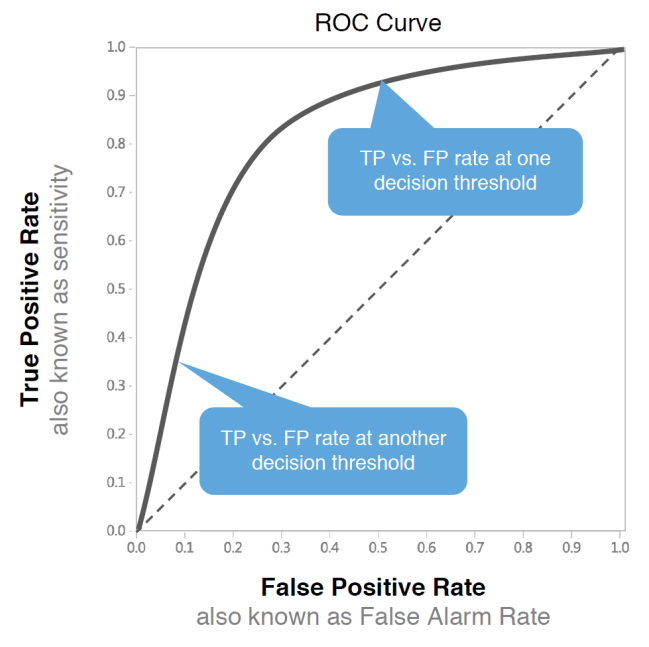 ROC Curve
1.0
0.9
0.8
0.7
0.6
0.5
0.4
0.3
0.2
0.1
0.0
True Positive Rate
also known as sensitivity
TP vs. FP rate at one
decision threshold
TP vs. FP rate at another
decision threshold
0.0 0.1 0.2 0.3 0.4 0.5 0.6 0.7 0.8 0.9 1.0
False Positive Rate
also known as False Alarm Rate